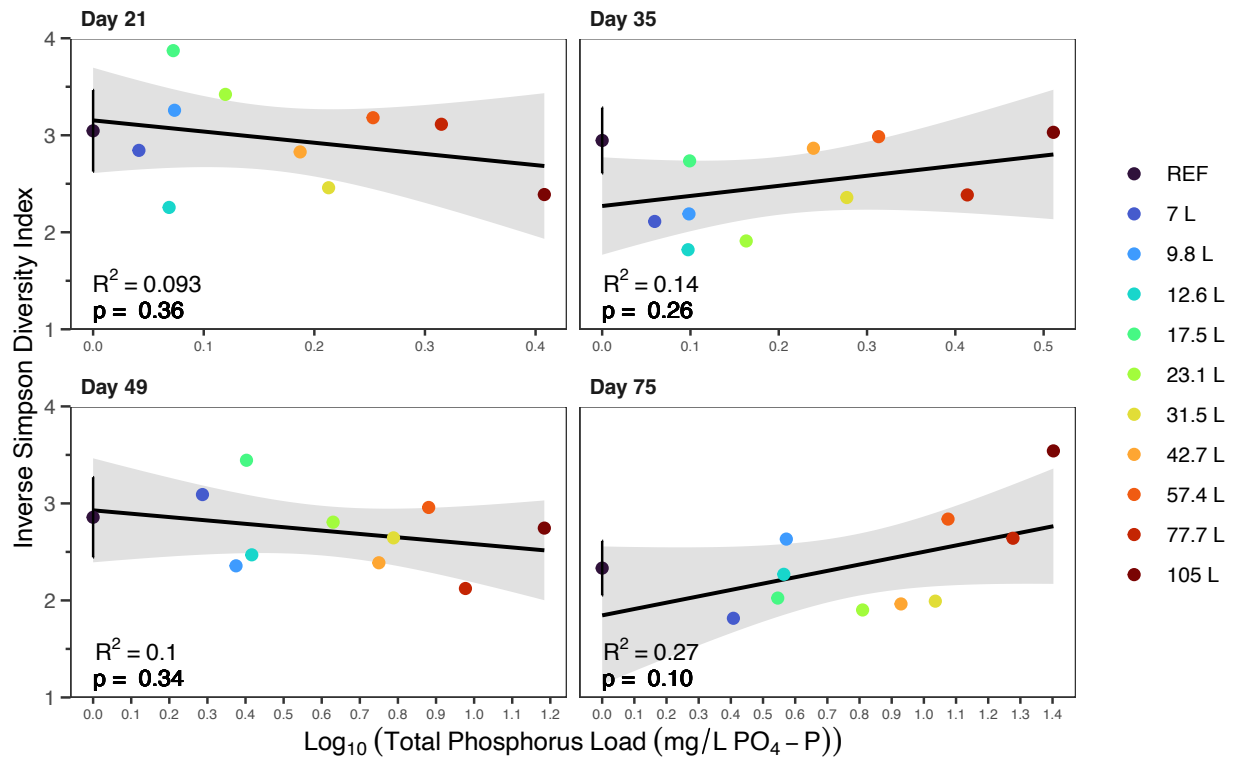 Day 21
Day 35
4
3
2
1
R² = 0.093
p = 0.36
R² = 0.14
p = 0.26
0.0 0.1 0.2 0.3 0.4
0.0 0.1 0.2 0.3 0.4 0.5
Inverse Simpson Diversity Index
Day 49
Day 75
4
3
2
1
R² = 0.1
p = 0.34
R² = 0.27
p = 0.10
0.0 0.1 0.2 0.3 0.4 0.5 0.6 0.7 0.8 0.9 1.0 1.1 1.2
0.0 0.1 0.2 0.3 0.4 0.5 0.6 0.7 0.8 0.9 1.0 1.1 1.2 1.3 1.4
Log₁₀ (Total Phosphorus Load (mg/L PO₄ – P))
REF
7 L
9.8 L
12.6 L
17.5 L
23.1 L
31.5 L
42.7 L
57.4 L
77.7 L
105 L